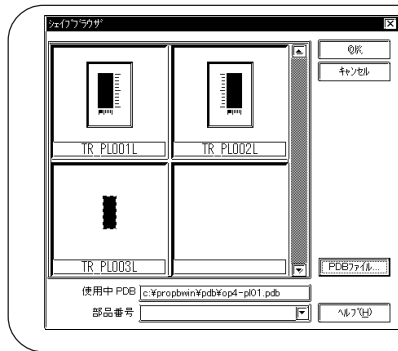 ｼｪｲﾌﾟﾌﾞﾗｳｻﾞ
OK
ｷｬﾝｾﾙ
TR_PL001L
TR_PL002L
TR_PL003L
PDBﾌｧｲﾙ...
使用中 PDB
c:¥propbwin¥pdb¥op4-pl01.pdb
部品番号
ﾍﾙﾌﾟ(H)